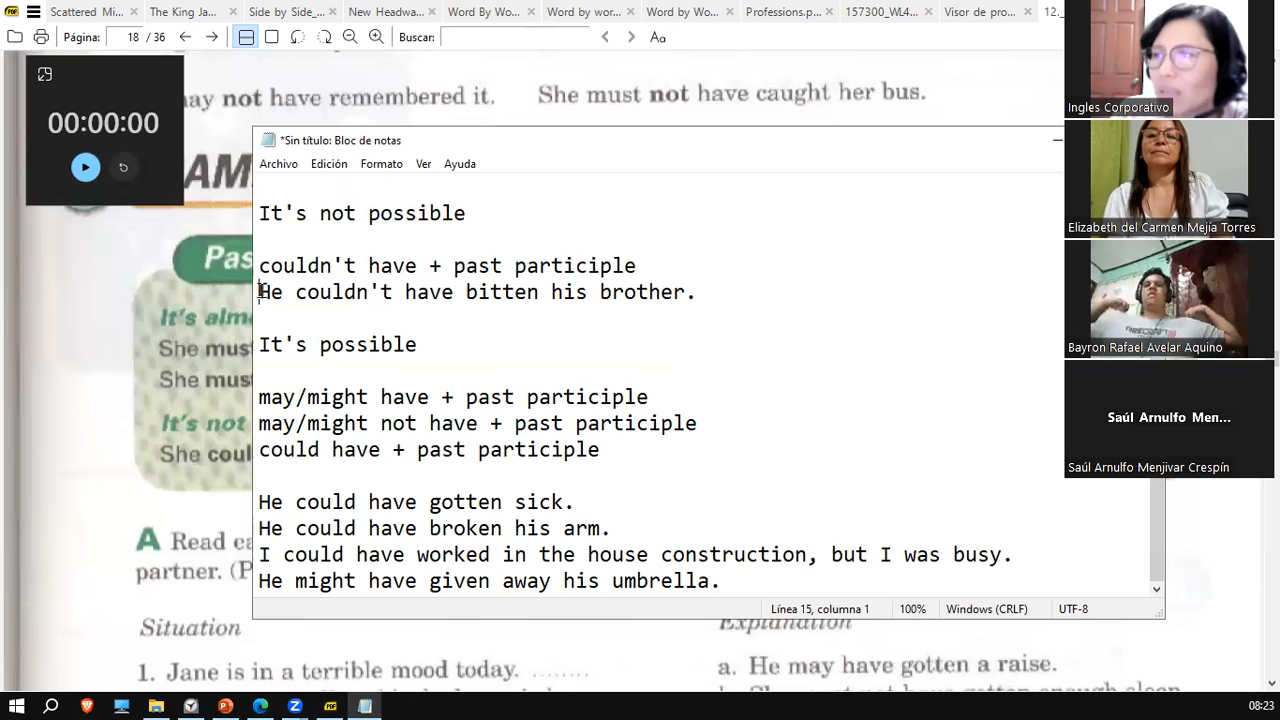 Scattered Mi...
The King Ja...
Side by Side_...
New Headwa...
Word By Wo...
Word by wor...
Word by Wo...
Professions.p...
157300_WL4...
Visor de pro...
12._
Página: 18 / 36
Buscar:
Aa
may not have remembered it. She must not have caught her bus.
00:00:00
AM
*Sin título: Bloc de notas
Archivo Edición Formato Ver Ayuda
It's not possible
couldn't have + past participle
He couldn't have bitten his brother.
It's possible
may/might have + past participle
may/might not have + past participle
could have + past participle
He could have gotten sick.
He could have broken his arm.
I could have worked in the house construction, but I was busy.
He might have given away his umbrella.
Línea 15, columna 1 100% Windows (CRLF) UTF-8
Pas
It's alm
She mus
She mus
It's not
She coul
A Read ca
partner. (P
Situation Explanation
1. Jane is in a terrible mood today. ........ a. He may have gotten a raise.
Ingles Corporativo
Elizabeth del Carmen Mejía Torres
Bayron Rafael Avelar Aquino
Saúl Arnulfo Men...
Saúl Arnulfo Menjivar Crespín
08:23